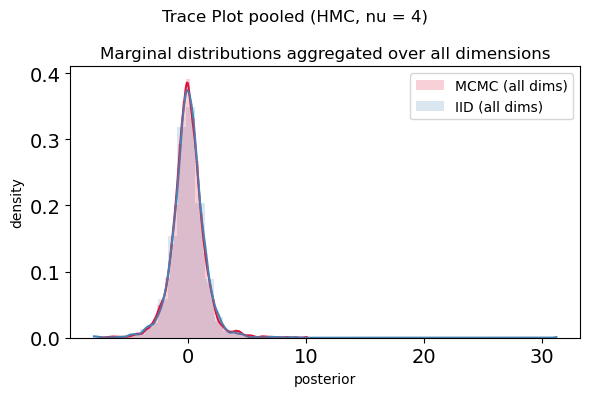 Trace Plot pooled (HMC, nu = 4)
Marginal distributions aggregated over all dimensions
0.4
0.3
0.2
0.1
0.0
density
MCMC (all dims)
IID (all dims)
0 10 20 30
posterior